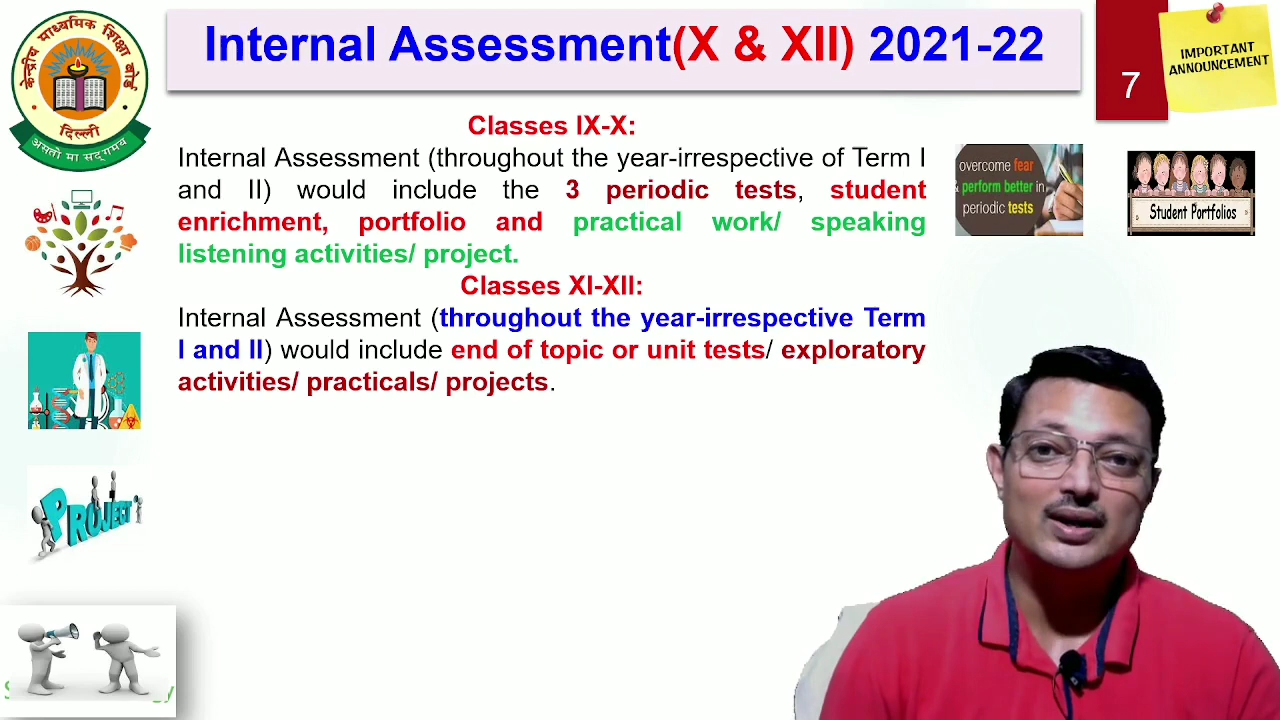 केन्द्रीय माध्यमिक शिक्षा बोर्ड
दिल्ली
असतो मा सद्गमय
Internal Assessment(X & XII) 2021-22
7
IMPORTANT
ANNOUNCEMENT
Classes IX-X:
Internal Assessment (throughout the year-irrespective of Term I
and II) would include the 3 periodic tests, student
enrichment, portfolio and practical work/ speaking
listening activities/ project.
Classes XI-XII:
Internal Assessment (throughout the year-irrespective Term
I and II) would include end of topic or unit tests/ exploratory
activities/ practicals/ projects.
overcome fear
& perform better in
periodic tests
Student Portfolios
PROJECT